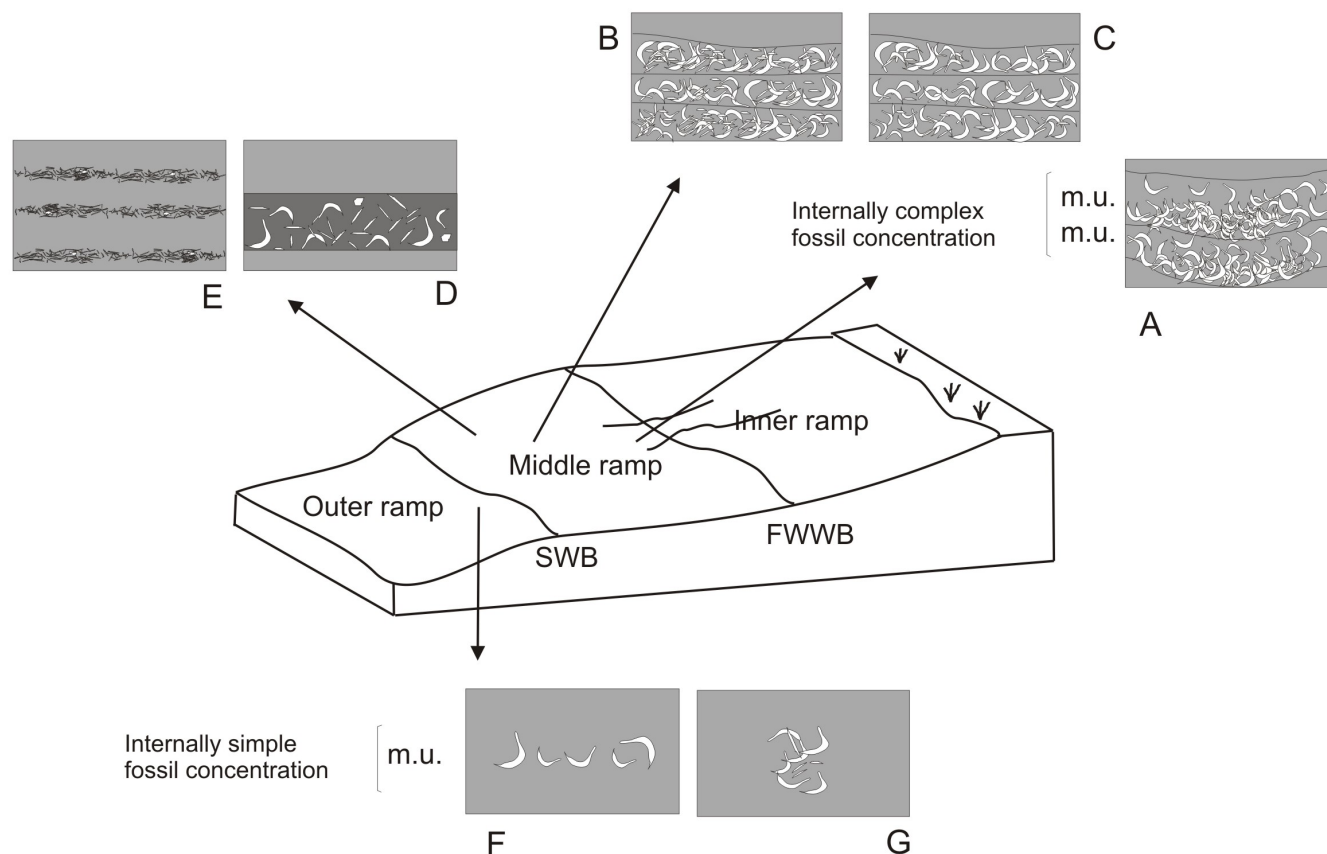 B
C
E
D
Internally complex
fossil concentration
m.u.
m.u.
A
Inner ramp
Middle ramp
Outer ramp
FWWB
SWB
Internally simple
fossil concentration
m.u.
F
G